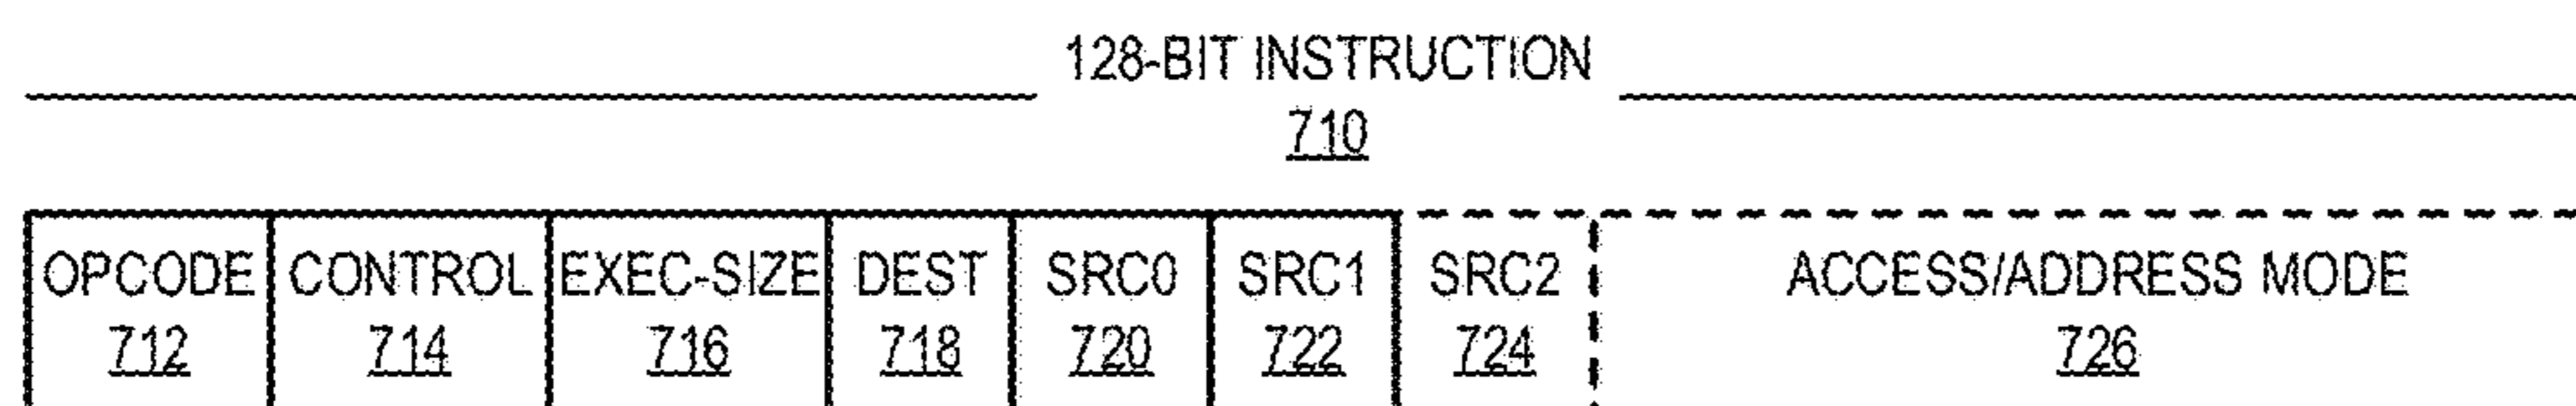 128-BIT INSTRUCTION
710
OPCODE CONTROL EXEC-SIZE DEST SRC0 SRC1 SRC2 ACCESS/ADDRESS MODE
712 714 716 718 720 722 724 726